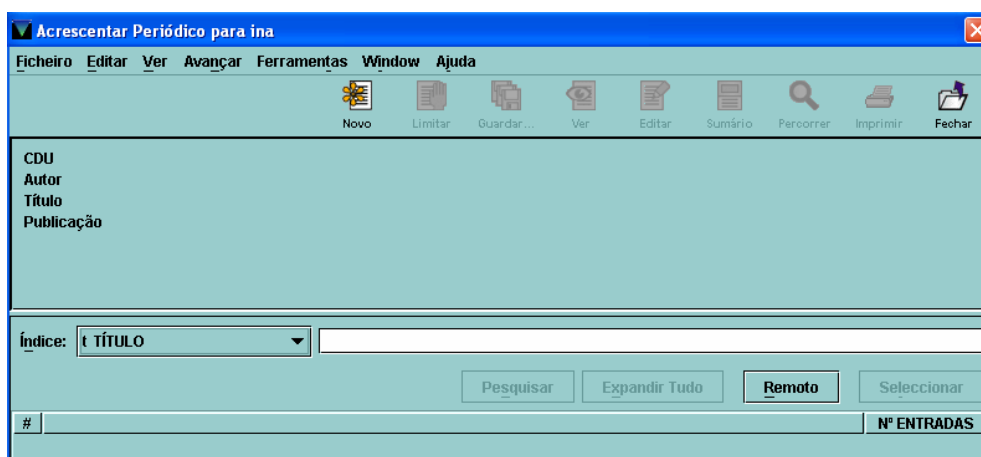 Acrescentar Periódico para ina
Ficheiro Editar Ver Avançar Ferramentas Window Ajuda
Novo Limitar Guardar... Ver Editar Sumário Percorrer Imprimir Fechar
CDU
Autor
Título
Publicação
Índice: t TÍTULO
Pesquisar Expandir Tudo Remoto Seleccionar
# Nº ENTRADAS